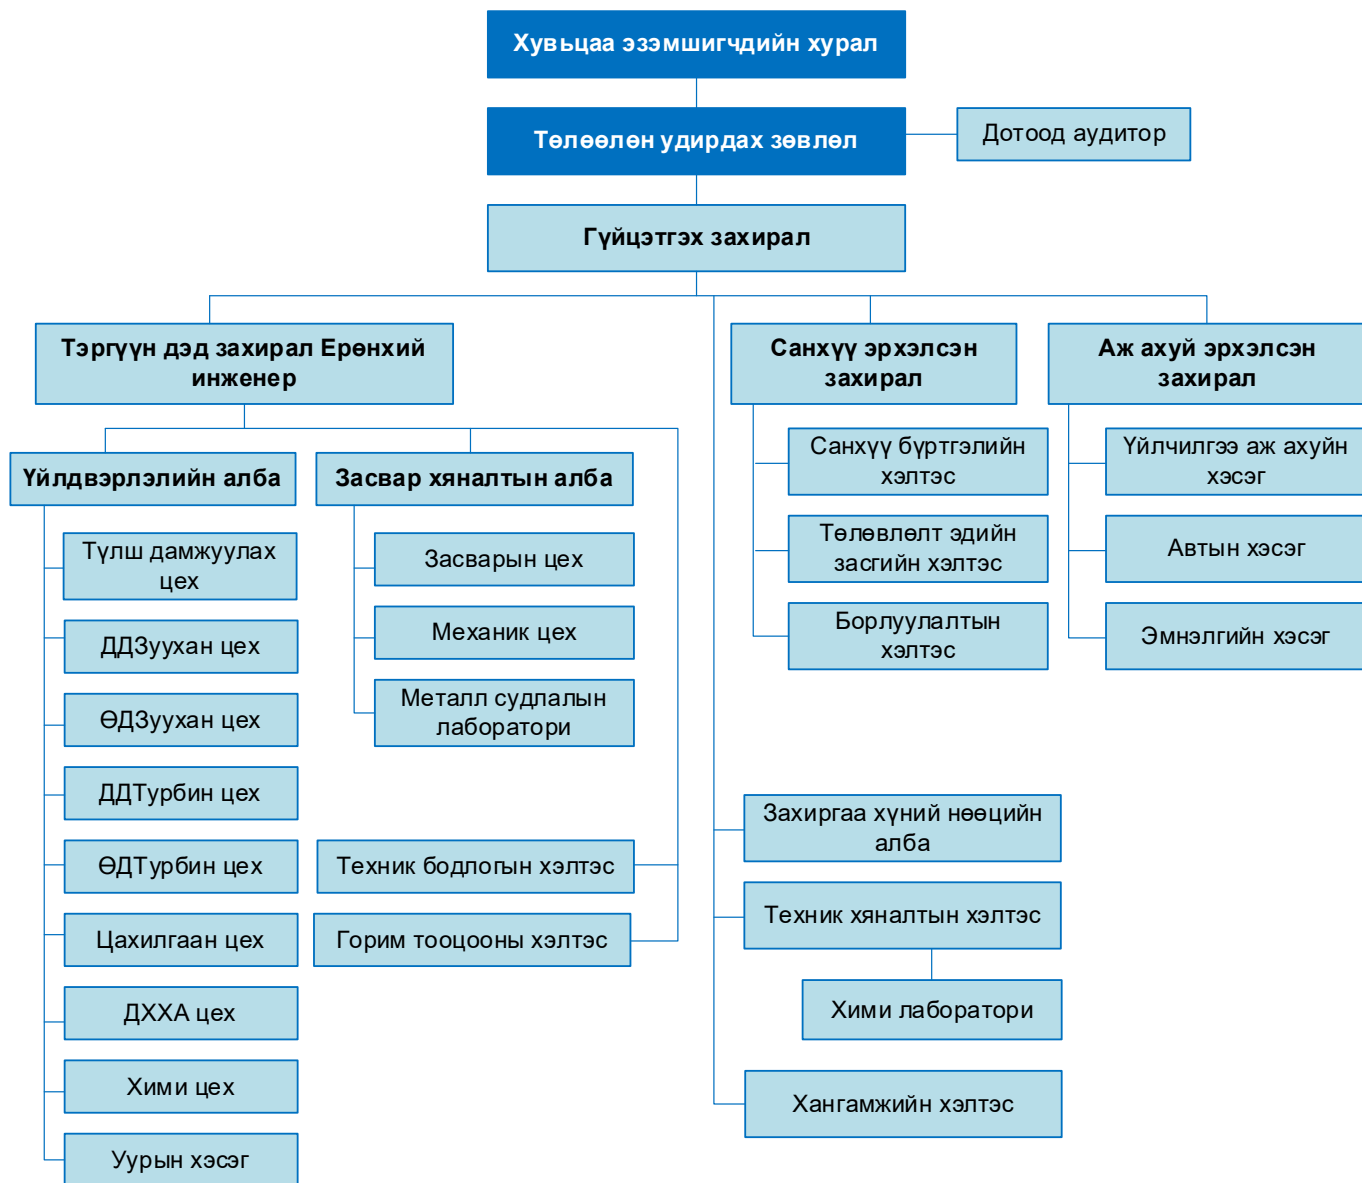 Хувьцаа эзэмшигчдийн хурал
Төлөөлөн удирдах зөвлөл
Дотоод аудитор
Гүйцэтгэх захирал
Тэргүүн дэд захирал Ерөнхий
инженер
Санхүү эрхэлсэн
захирал
Аж ахуй эрхэлсэн
захирал
Үйлдвэрлэлийн алба
Түлш дамжуулах
цех
ДДЗуухан цех
ӨДЗуухан цех
ДДТурбин цех
ӨДТурбин цех
Цахилгаан цех
ДХХА цех
Хими цех
Уурын хэсэг
Засвар хяналтын алба
Засварын цех
Механик цех
Металл судлалын
лаборатори
Техник бодлогын хэлтэс
Горим тооцооны хэлтэс
Санхүү бүртгэлийн
хэлтэс
Төлөвлөлт эдийн
засгийн хэлтэс
Борлуулалтын
хэлтэс
Үйлчилгээ аж ахуйн
хэсэг
Автын хэсэг
Эмнэлгийн хэсэг
Захиргаа хүний нөөцийн
алба
Техник хяналтын хэлтэс
Хими лаборатори
Хангамжийн хэлтэс